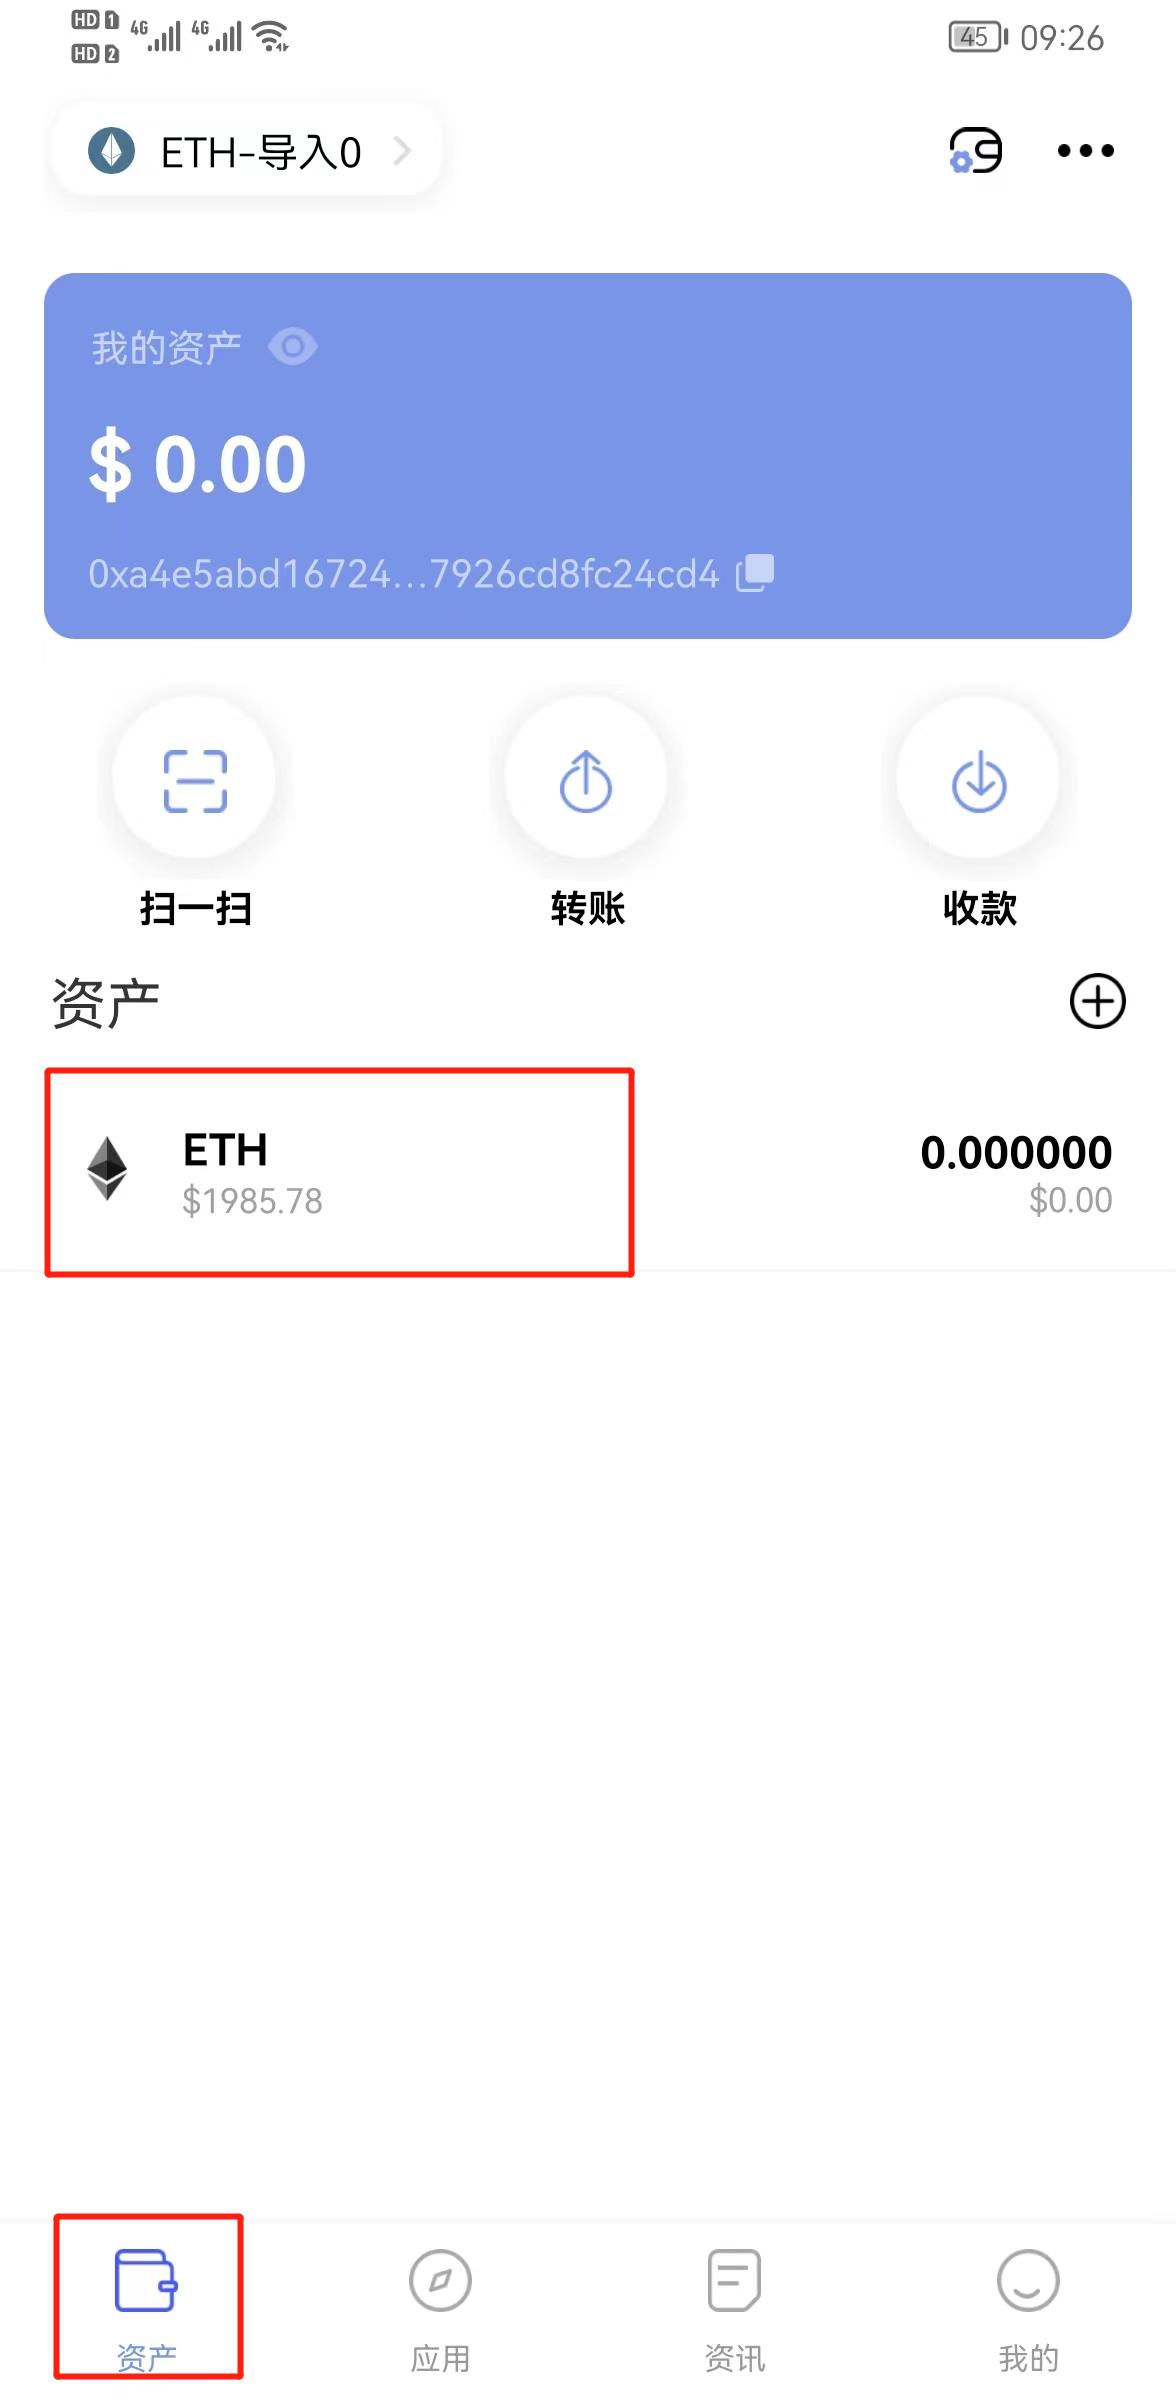 HD 1 4G 4G
HD 2
45 09:26
ETH-导入0
我的资产
$ 0.00
0xa4e5abd16724...7926cd8fc24cd4
扫一扫 转账 收款
资产
ETH 0.000000
$1985.78 $0.00
资产 应用 资讯 我的